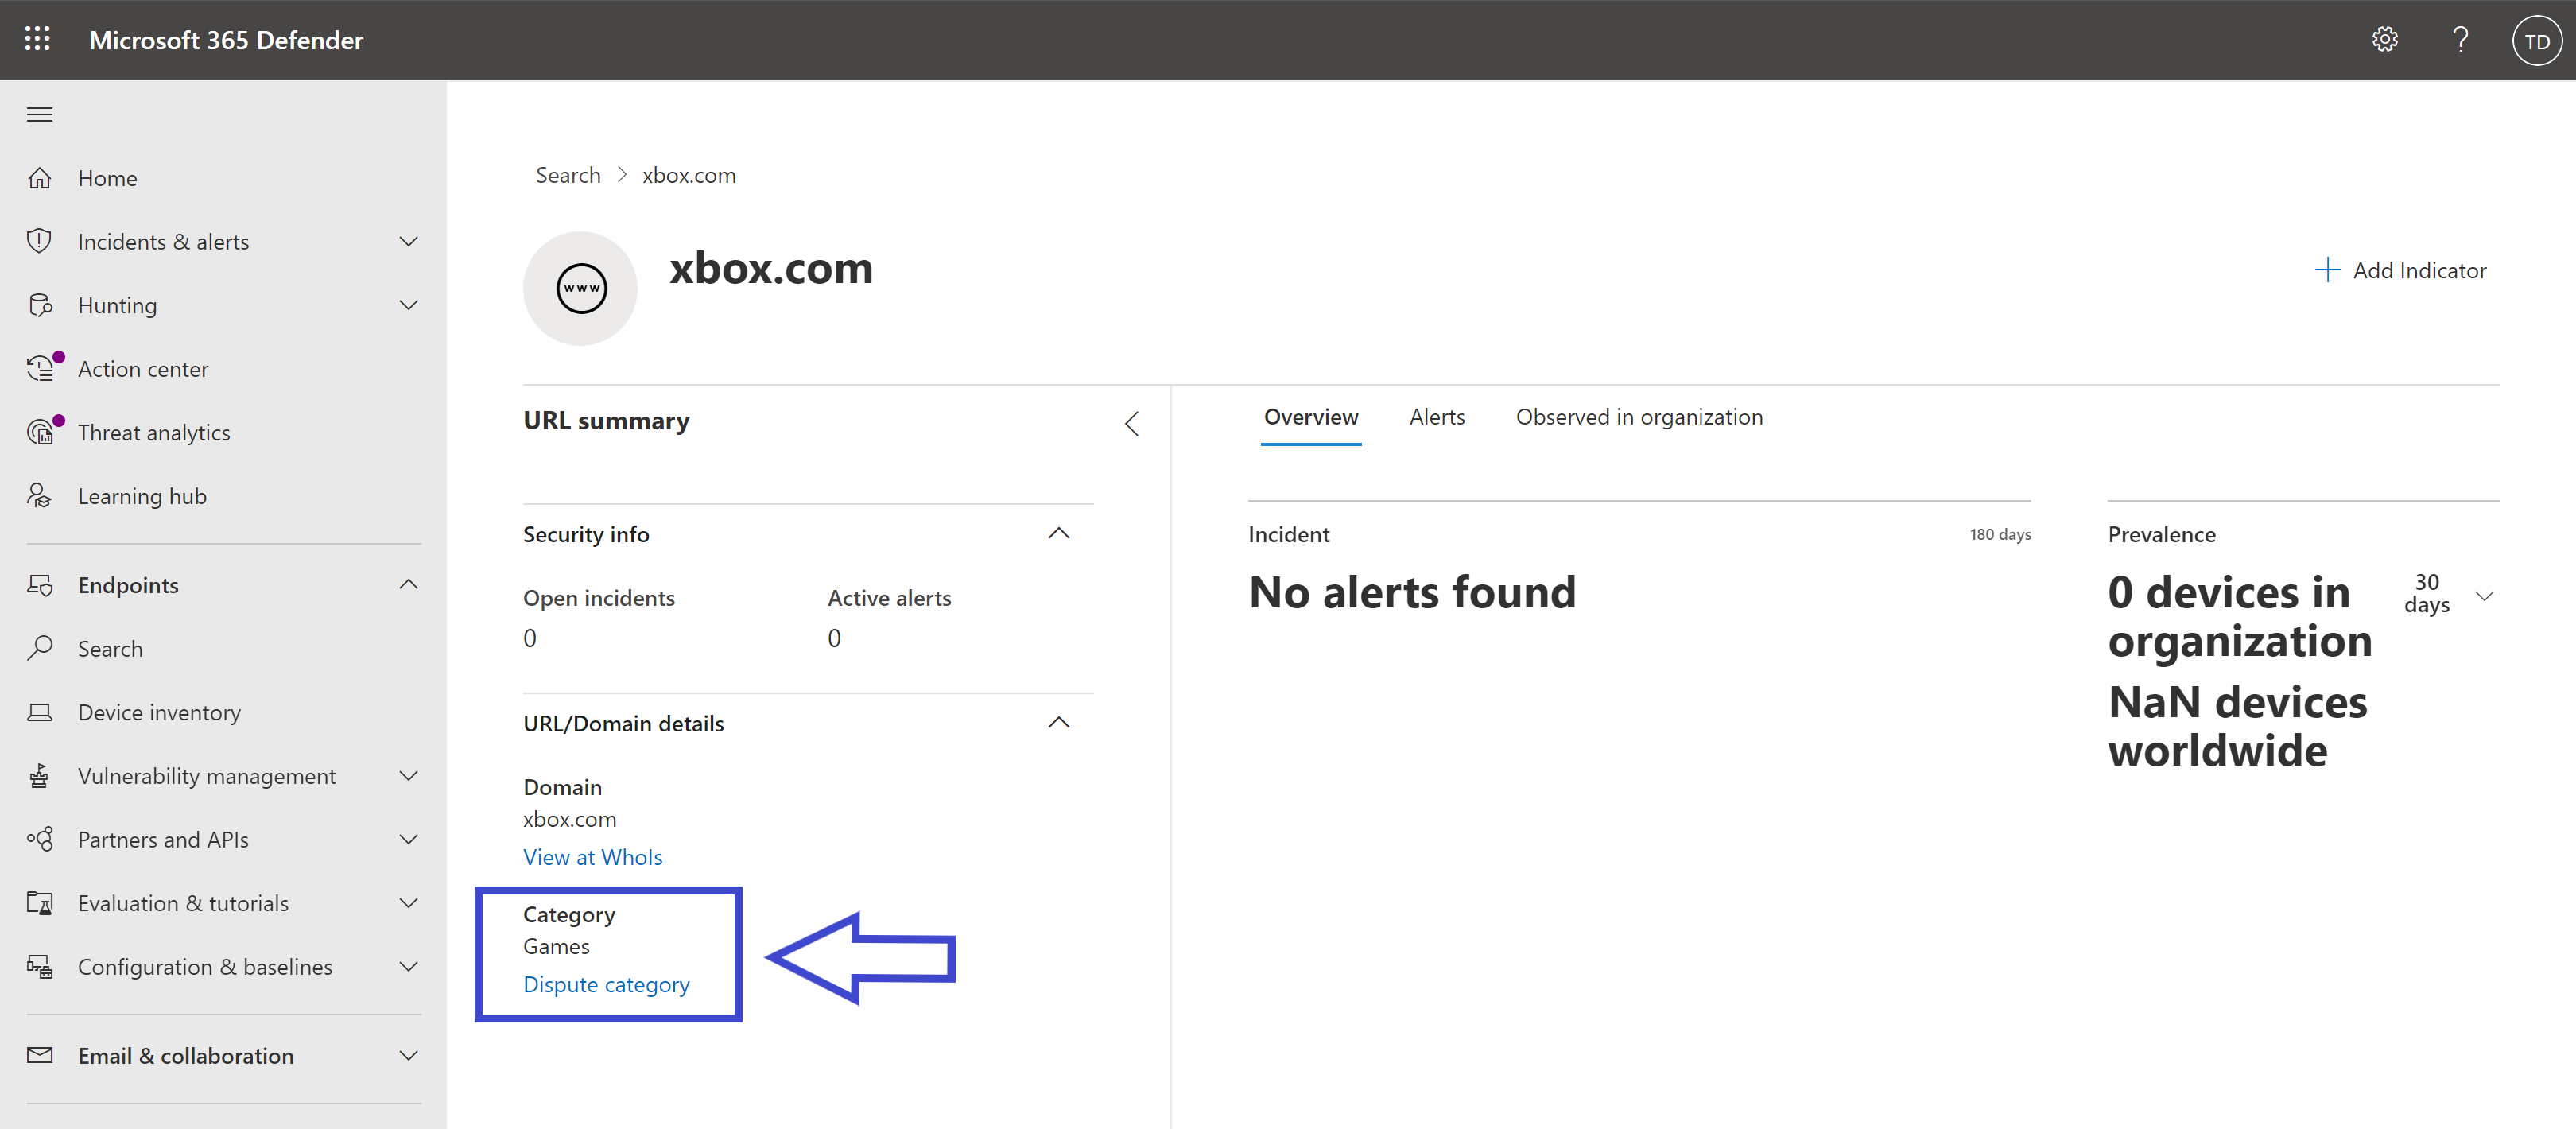 Microsoft 365 Defender
?
TD
Home
Incidents & alerts
Hunting
Action center
Threat analytics
Learning hub
Endpoints
Search
Device inventory
Vulnerability management
Partners and APIs
Evaluation & tutorials
Configuration & baselines
Email & collaboration
Search > xbox.com
www
xbox.com
Add Indicator
URL summary
Security info
Open incidents Active alerts
0 0
URL/Domain details
Domain
xbox.com
View at WhoIs
Category
Games
Dispute category
Overview Alerts Observed in organization
Incident 180 days
No alerts found
Prevalence
0 devices in
organization
30
days
NaN devices
worldwide